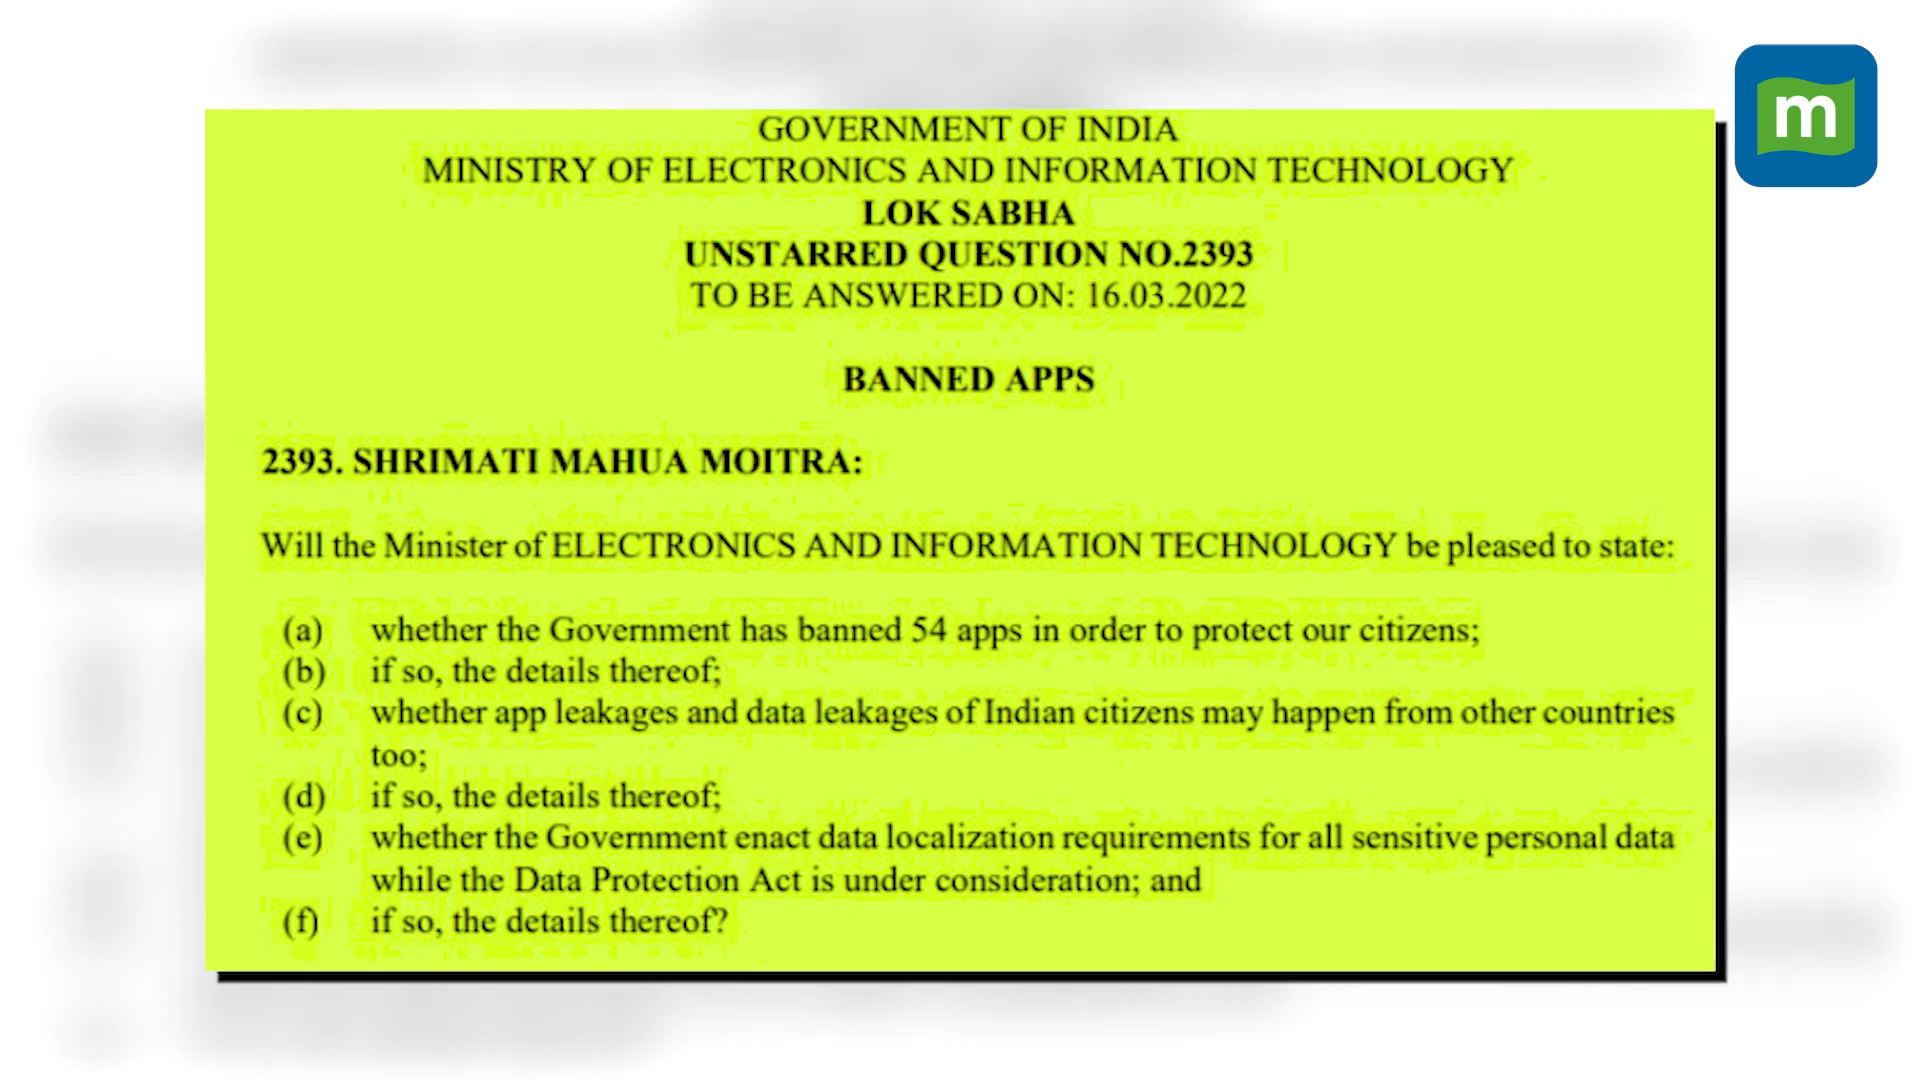 GOVERNMENT OF INDIA
MINISTRY OF ELECTRONICS AND INFORMATION TECHNOLOGY
LOK SABHA
UNSTARRED QUESTION NO.2393
TO BE ANSWERED ON: 16.03.2022
BANNED APPS
2393. SHRIMATI MAHUA MOITRA:
Will the Minister of ELECTRONICS AND INFORMATION TECHNOLOGY be pleased to state:
(a) whether the Government has banned 54 apps in order to protect our citizens;
(b) if so, the details thereof;
(c) whether app leakages and data leakages of Indian citizens may happen from other countries
too;
(d) if so, the details thereof;
(e) whether the Government enact data localization requirements for all sensitive personal data
while the Data Protection Act is under consideration; and
(f) if so, the details thereof?
m